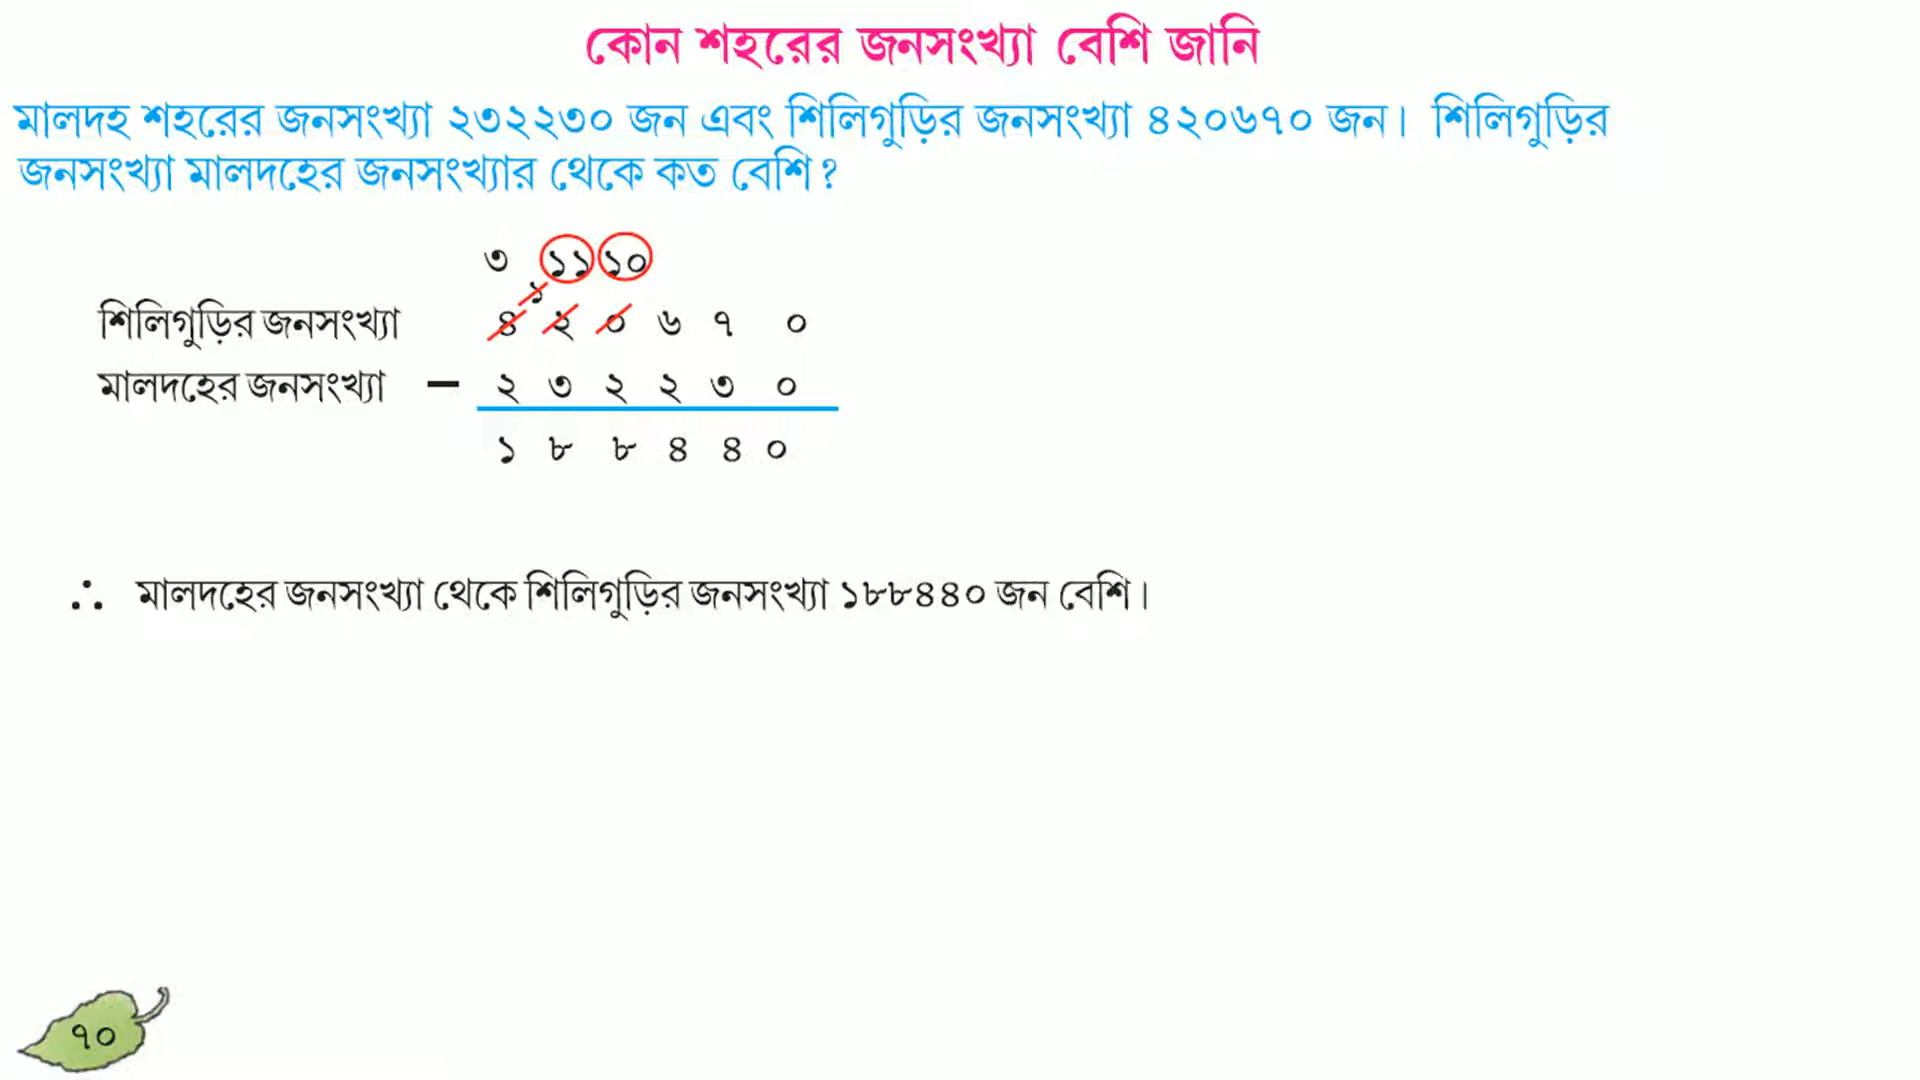 কোন শহরের জনসংখ্যা বেশি জানি
মালদহ শহরের জনসংখ্যা ২৩২২৩০ জন এবং শিলিগুড়ির জনসংখ্যা ৪২০৬৭০ জন। শিলিগুড়ির
জনসংখ্যা মালদহের জনসংখ্যার থেকে কত বেশি?
৩ ১১ ১০
১
শিলিগুড়ির জনসংখ্যা ৪ ২ ০ ৬ ৭ ০
মালদহের জনসংখ্যা − ২ ৩ ২ ২ ৩ ০
১ ৮ ৮ ৪ ৪ ০
∴ মালদহের জনসংখ্যা থেকে শিলিগুড়ির জনসংখ্যা ১৮৮৪৪০ জন বেশি।
৭০